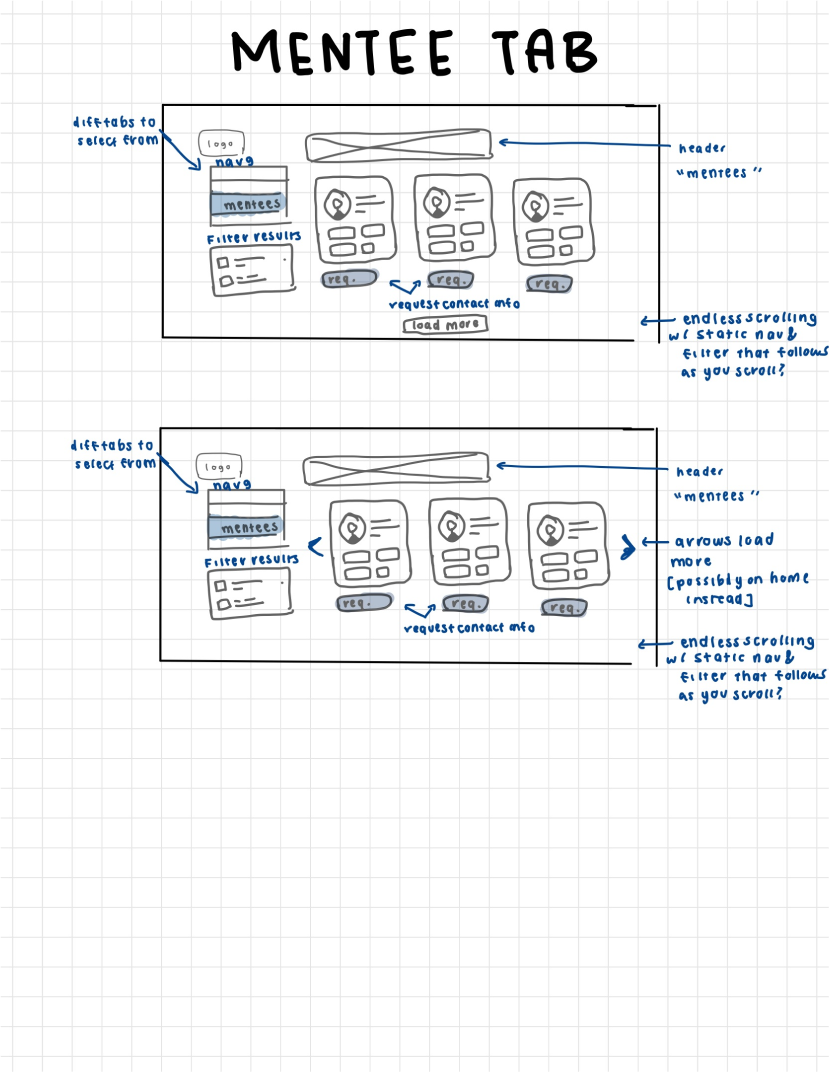 MENTEE TAB
diff tabs to
select from
logo
nav g
mentees
Filter results
header
"mentees"
req.
req.
req.
request contact info
load more
endless scrolling
w/ static nav &
filter that follows
as you scroll?
diff tabs to
select from
logo
nav g
mentees
Filter results
header
"mentees"
arrows load
more
[possibly on home
instead]
req.
req.
req.
request contact info
endless scrolling
w/ static nav &
filter that follows
as you scroll?